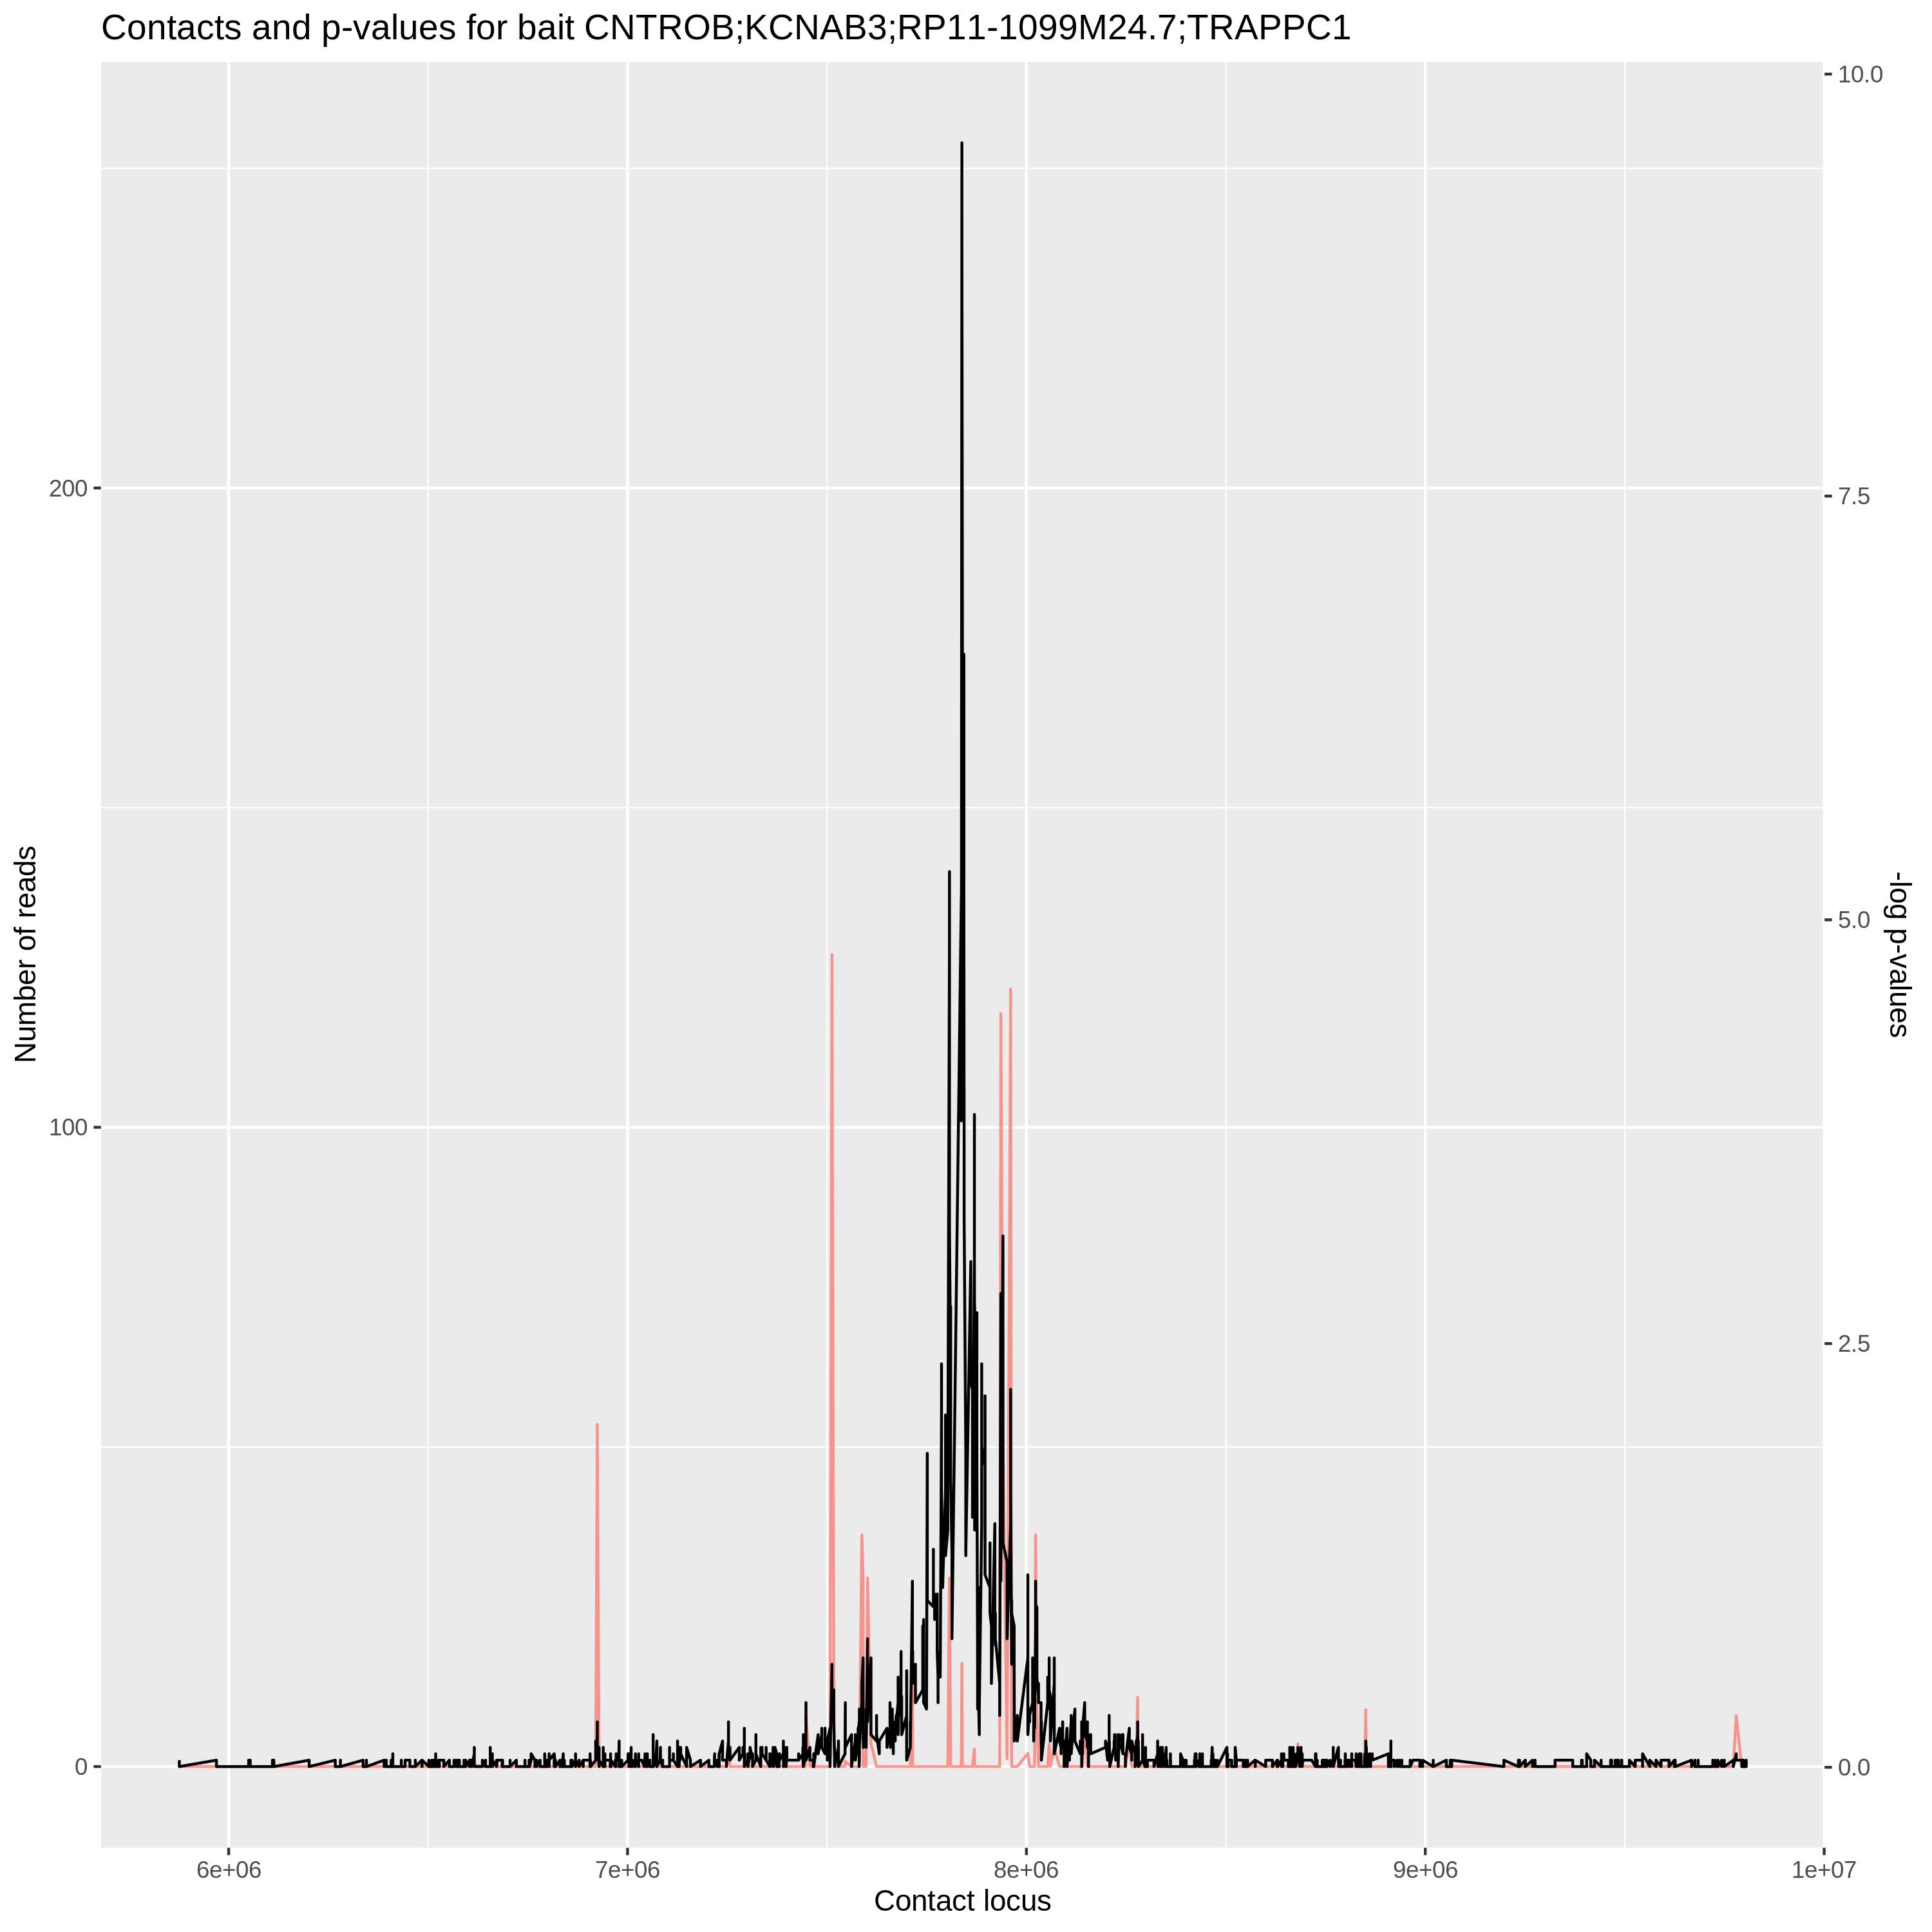 Contacts and p-values for bait CNTROB;KCNAB3;RP11-1099M24.7;TRAPPC1
10.0
200
7.5
Number of reads
5.0
-log p-values
100
2.5
0
0.0
6e+06
7e+06
8e+06
9e+06
1e+07
Contact locus